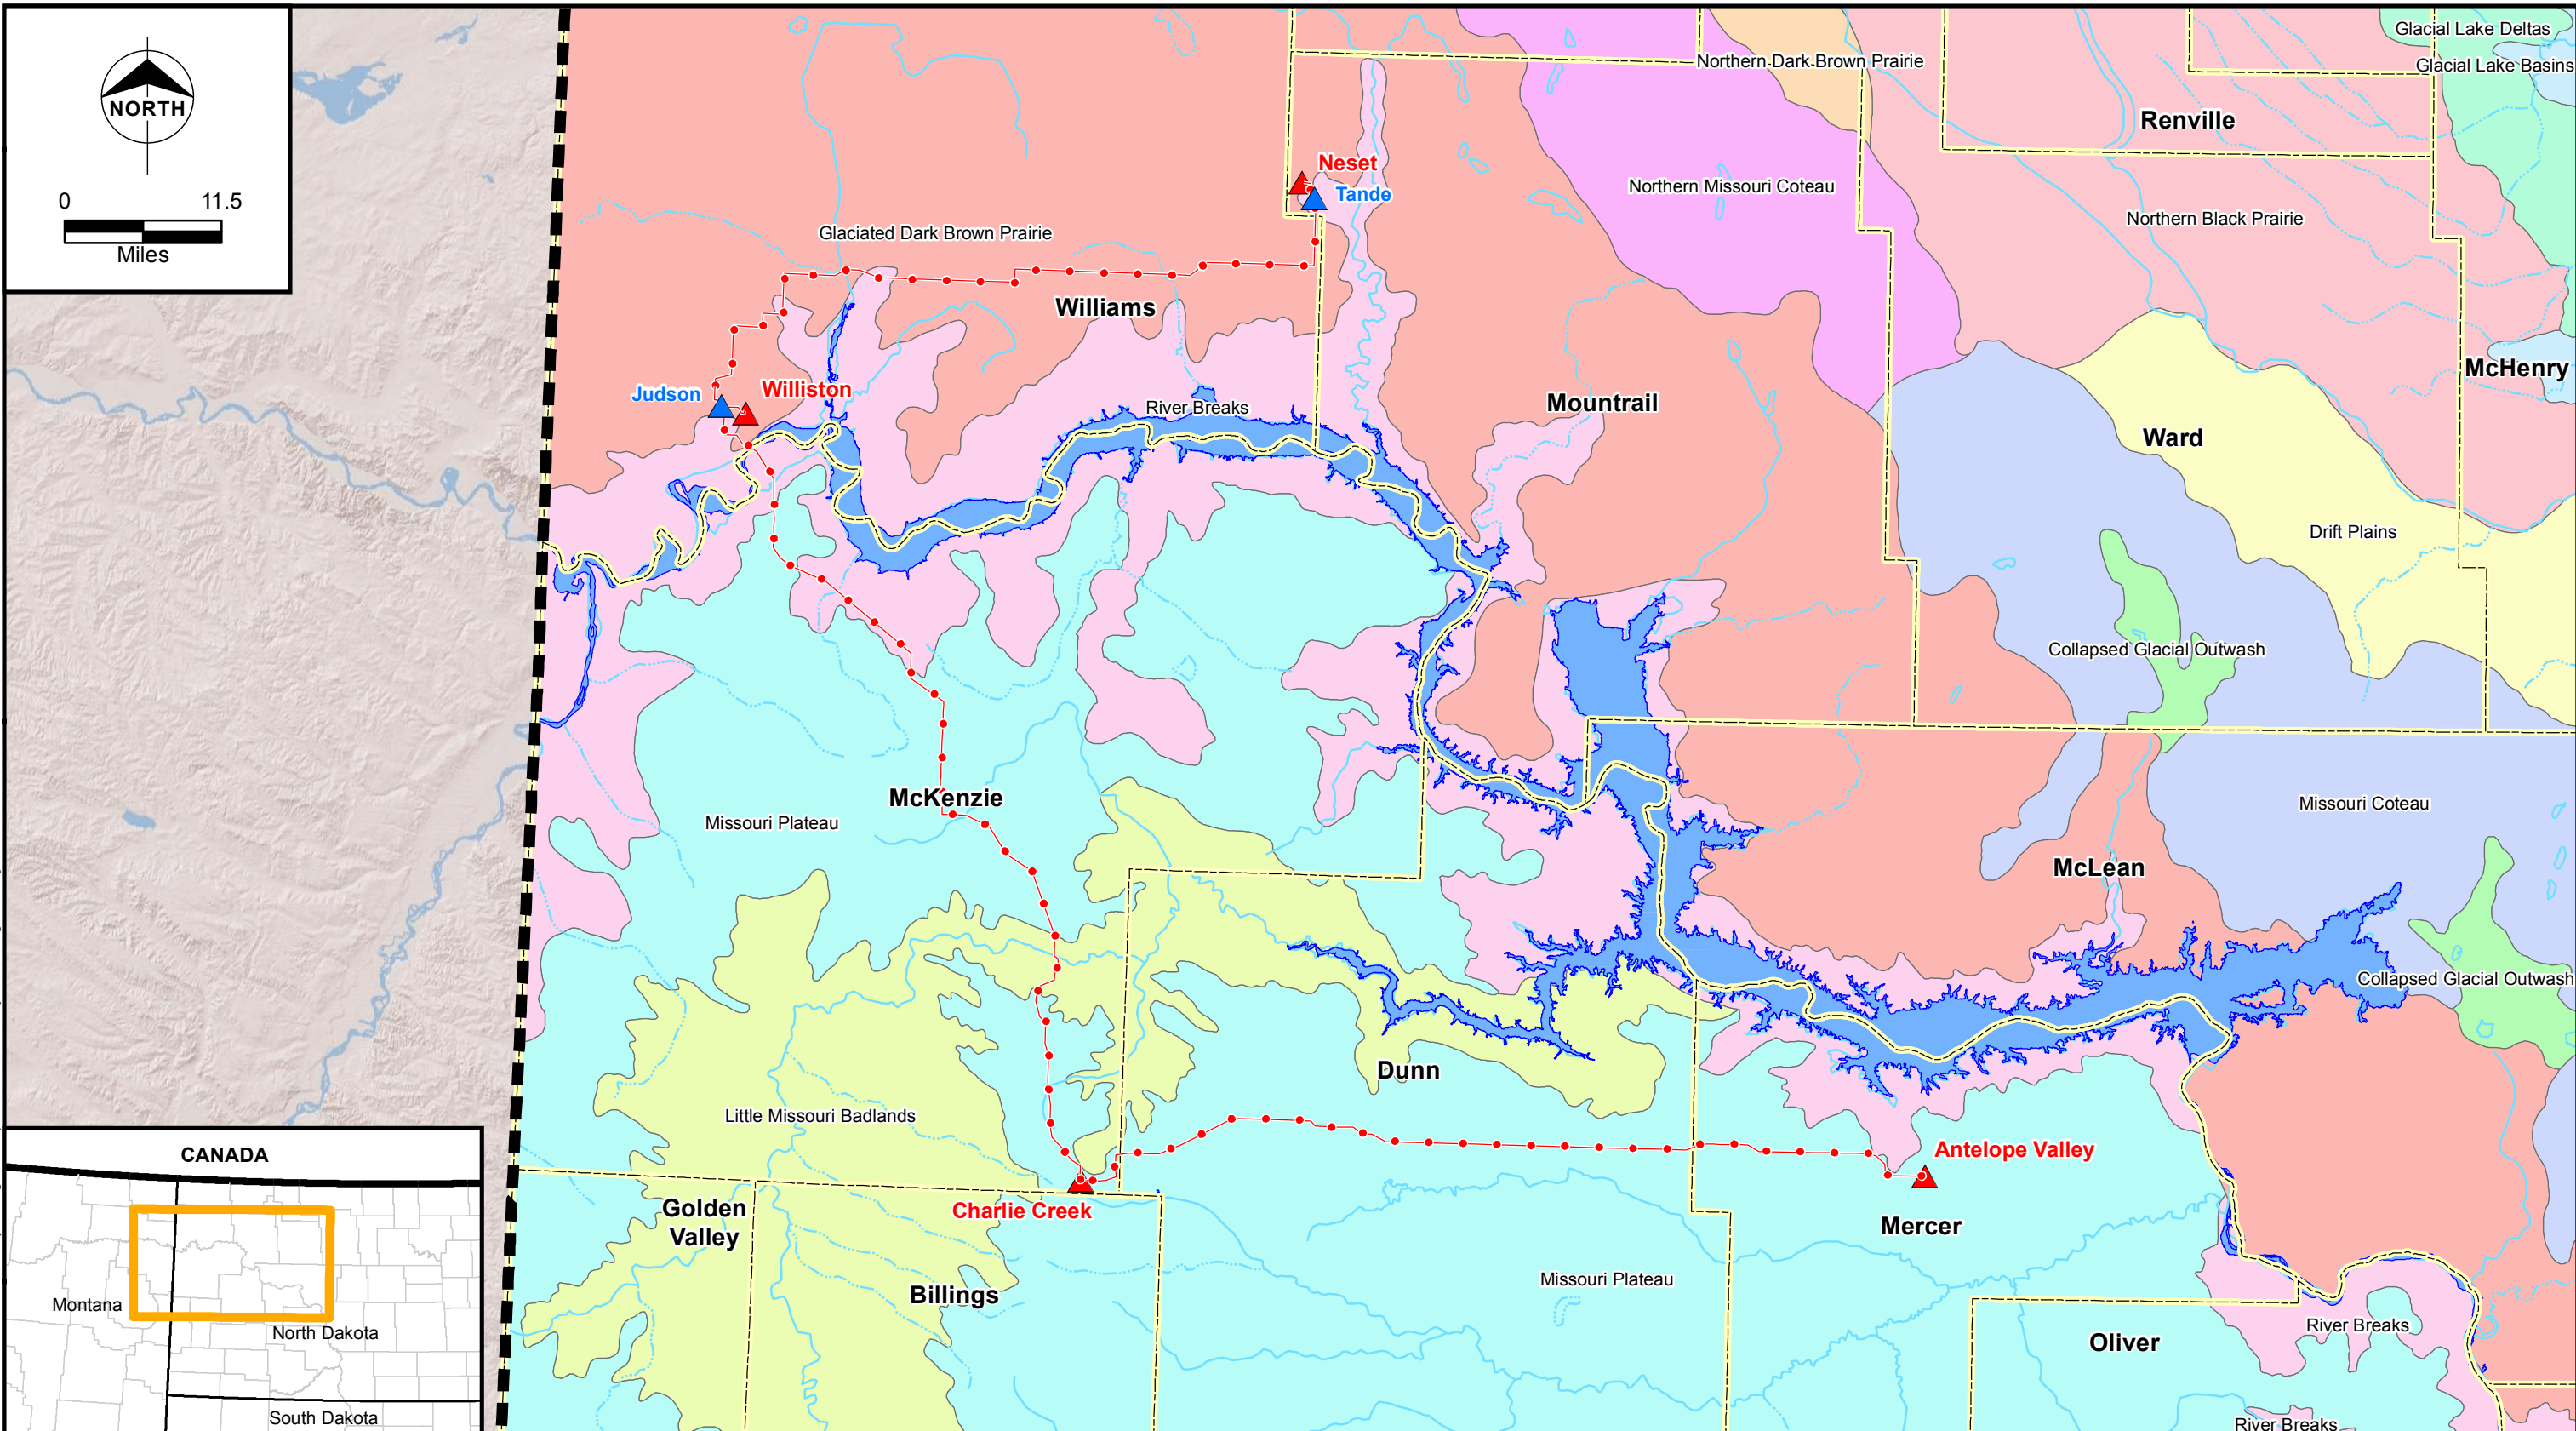 NORTH
0 11.5
Miles
Glacial Lake Deltas
Northern Dark Brown Prairie
Glacial Lake Basins
Renville
Neset
Tande
Northern Missouri Coteau
Northern Black Prairie
Glaciated Dark Brown Prairie
Williams
McHenry
Judson
Williston
River Breaks
Mountrail
Ward
Drift Plains
Collapsed Glacial Outwash
McKenzie
Missouri Plateau
Missouri Coteau
McLean
Collapsed Glacial Outwash
Dunn
Little Missouri Badlands
Antelope Valley
Charlie Creek
Golden
Valley
Mercer
Billings
Missouri Plateau
River Breaks
Oliver
River Breaks
CANADA
Montana
North Dakota
South Dakota